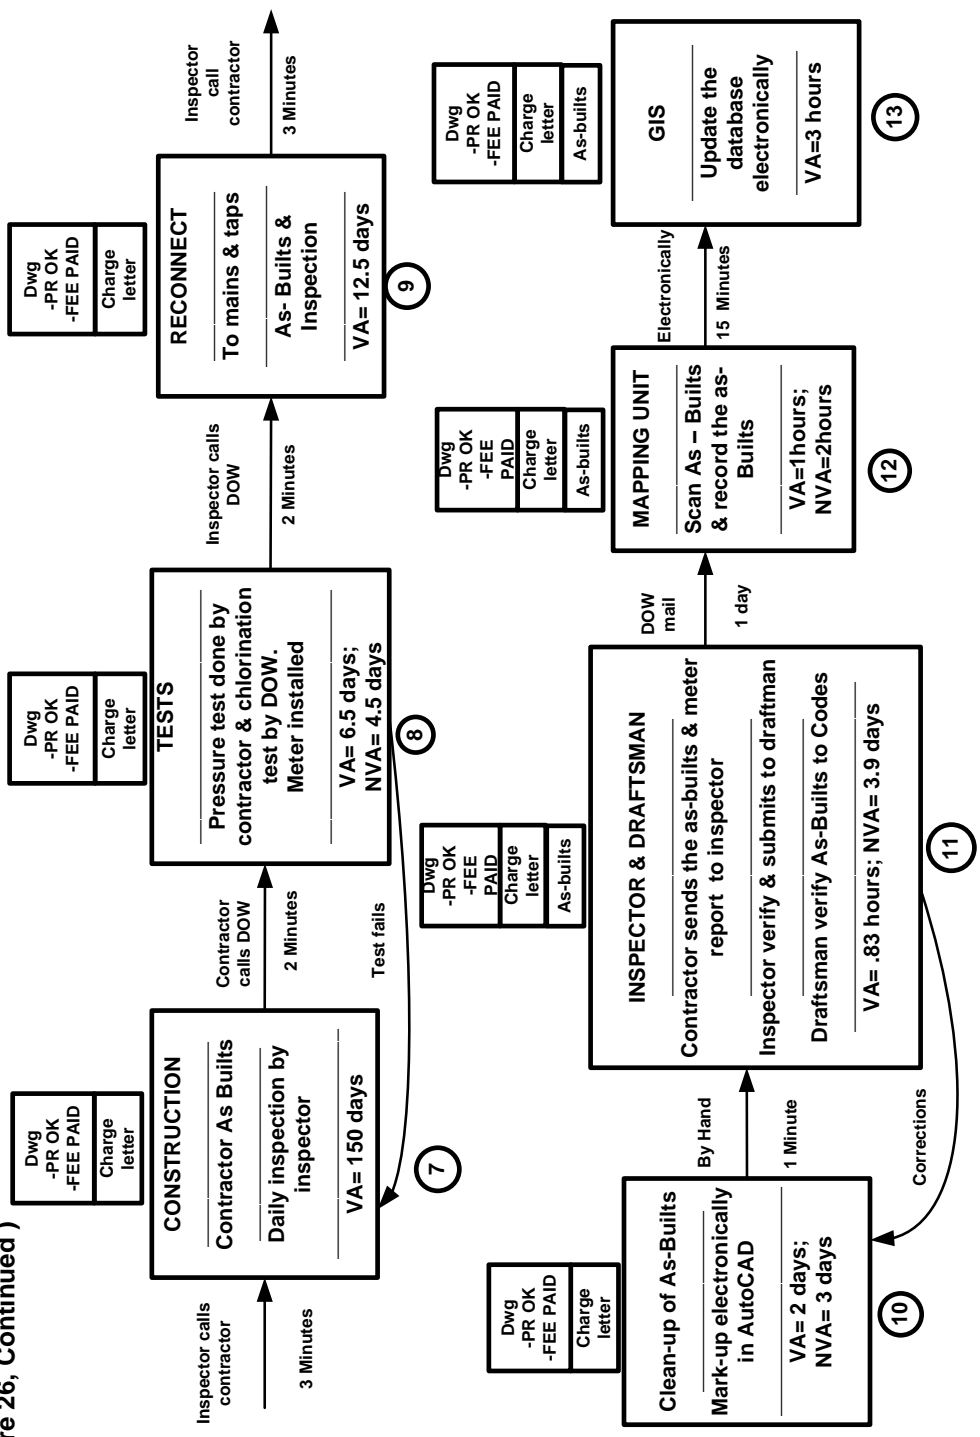 re 26, Continued )
Inspector calls
contractor
3 Minutes
Dwg
-PR OK
-FEE PAID
Charge
letter
CONSTRUCTION
Contractor As Builts
Daily inspection by
inspector
VA= 150 days
7
Contractor
calls DOW
2 Minutes
Test fails
Dwg
-PR OK
-FEE PAID
Charge
letter
TESTS
Pressure test done by
contractor & chlorination
test by DOW.
Meter installed
VA= 6.5 days;
NVA= 4.5 days
8
Inspector calls
DOW
2 Minutes
Dwg
-PR OK
-FEE PAID
Charge
letter
RECONNECT
To mains & taps
As- Builts &
Inspection
VA= 12.5 days
9
Inspector
call
contractor
3 Minutes
Dwg
-PR OK
-FEE PAID
Charge
letter
Clean-up of As-Builts
Mark-up electronically
in AutoCAD
VA= 2 days;
NVA= 3 days
10
By Hand
1 Minute
Corrections
Dwg
-PR OK
-FEE
PAID
Charge
letter
As-builts
INSPECTOR & DRAFTSMAN
Contractor sends the as-builts & meter
report to inspector
Inspector verify & submits to draftman
Draftsman verify As-Builts to Codes
VA= .83 hours; NVA= 3.9 days
11
DOW
mail
1 day
Dwg
-PR OK
-FEE
PAID
Charge
letter
As-builts
MAPPING UNIT
Scan As – Builts
& record the as-
Builts
VA=1hours;
NVA=2hours
12
Electronically
15 Minutes
Dwg
-PR OK
-FEE PAID
Charge
letter
As-builts
GIS
Update the
database
electronically
VA=3 hours
13